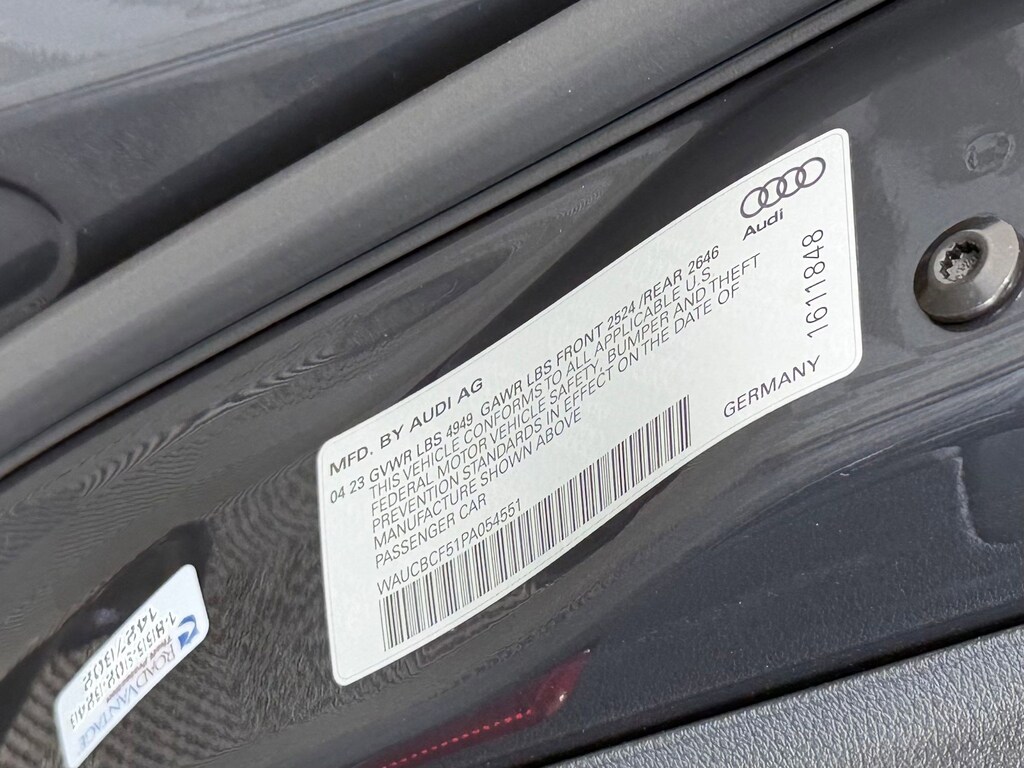 Audi
MFD. BY AUDI AG
04 23 GVWR LBS 4949 GAWR LBS FRONT 2524 /REAR 2646
THIS VEHICLE CONFORMS TO ALL APPLICABLE U.S.
FEDERAL MOTOR VEHICLE SAFETY, BUMPER AND THEFT
PREVENTION STANDARDS IN EFFECT ON THE DATE OF
MANUFACTURE SHOWN ABOVE
PASSENGER CAR
WAUCBCF51PA054551
GERMANY
1611848
ROADVANTAGE